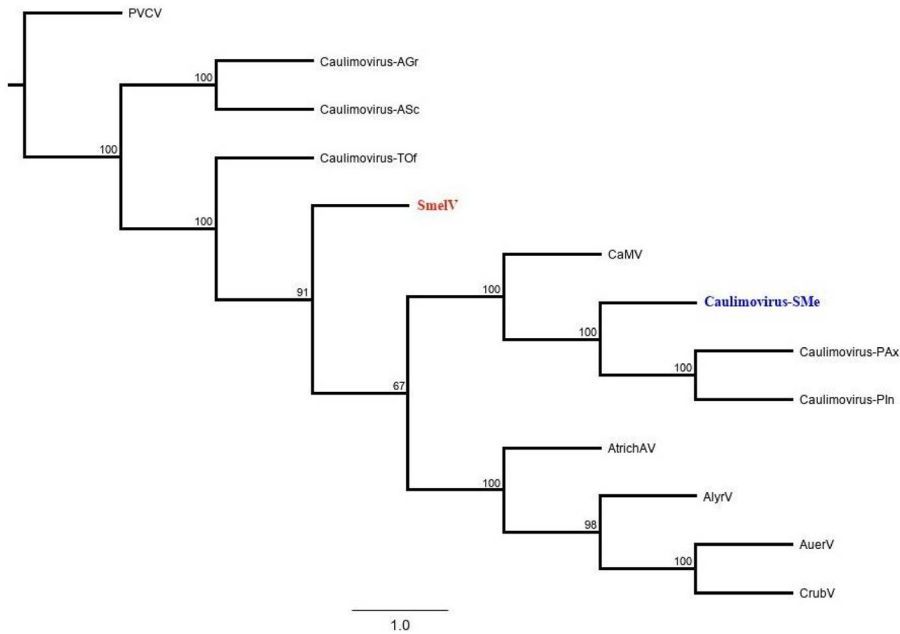 PVCV
Caulimovirus-AGr
100
Caulimovirus-ASc
100
Caulimovirus-TOf
100
SmelV
CaMV
91
100
Caulimovirus-SMe
100
Caulimovirus-PAx
100
67
Caulimovirus-PIn
AtrichAV
100
AlyrV
98
AuerV
100
CrubV
1.0